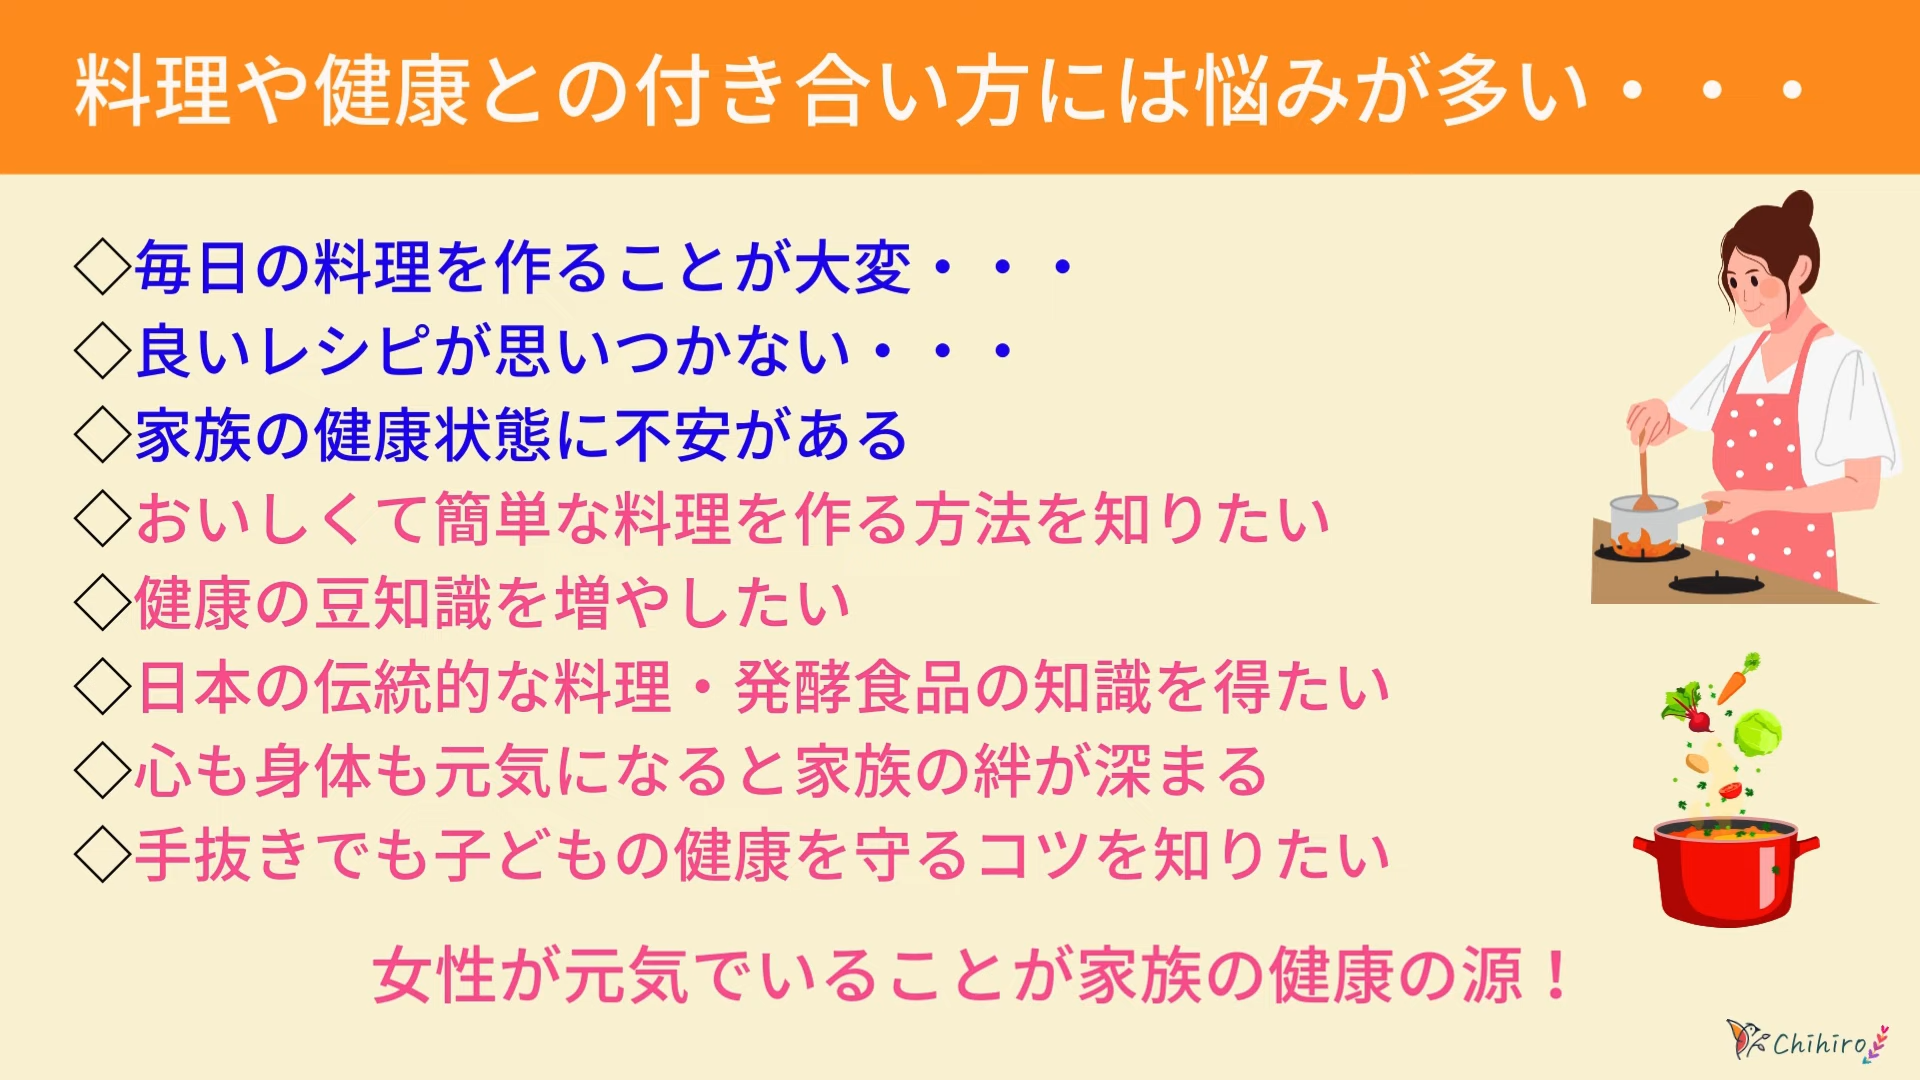 料理や健康との付き合い方には悩みが多い・・・
◇毎日の料理を作ることが大変・・・
◇良いレシピが思いつかない・・・
◇家族の健康状態に不安がある
◇おいしくて簡単な料理を作る方法を知りたい
◇健康の豆知識を増やしたい
◇日本の伝統的な料理・発酵食品の知識を得たい
◇心も身体も元気になると家族の絆が深まる
◇手抜きでも子どもの健康を守るコツを知りたい
女性が元気でいることが家族の健康の源！
Chihiro